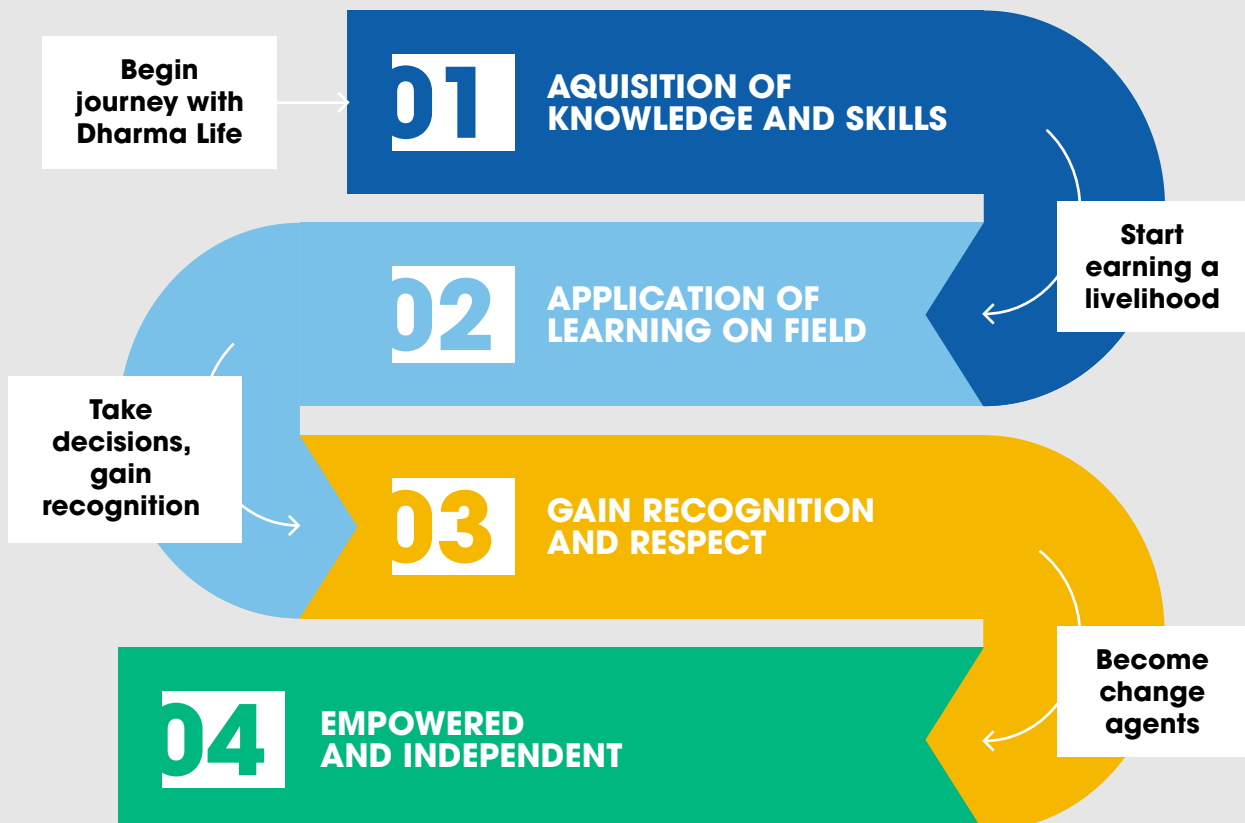 Begin
journey with
Dharma Life
01
AQUISITION OF
KNOWLEDGE AND SKILLS
Start
earning a
livelihood
02
APPLICATION OF
LEARNING ON FIELD
Take
decisions,
gain
recognition
03
GAIN RECOGNITION
AND RESPECT
Become
change
agents
04
EMPOWERED
AND INDEPENDENT